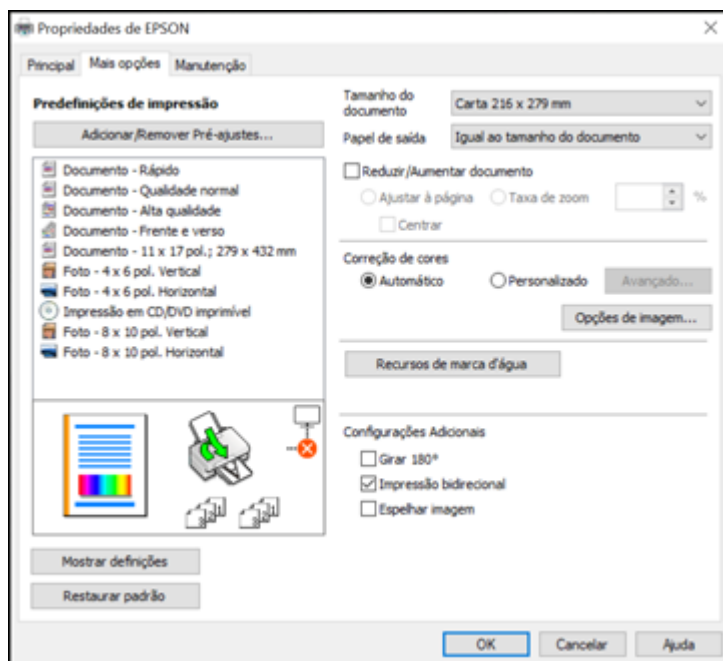 Propriedades de EPSON
Principal
Mais opções
Manutenção
Predefinições de impressão
Adicionar/Remover Pré-ajustes...
Documento - Rápido
Documento - Qualidade normal
Documento - Alta qualidade
Documento - Frente e verso
Documento - 11 x 17 pol.; 279 x 432 mm
Foto - 4 x 6 pol. Vertical
Foto - 4 x 6 pol. Horizontal
Impressão em CD/DVD imprimível
Foto - 8 x 10 pol. Vertical
Foto - 8 x 10 pol. Horizontal
Mostrar definições
Restaurar padrão
Tamanho do
documento
Carta 216 x 279 mm
Papel de saída
Igual ao tamanho do documento
Reduzir/Aumentar documento
Ajustar à página
Taxa de zoom
%
Centrar
Correção de cores
Automático
Personalizado
Avançado...
Opções de imagem...
Recursos de marca d'água
Configurações Adicionais
Girar 180°
Impressão bidirecional
Espelhar imagem
OK
Cancelar
Ajuda